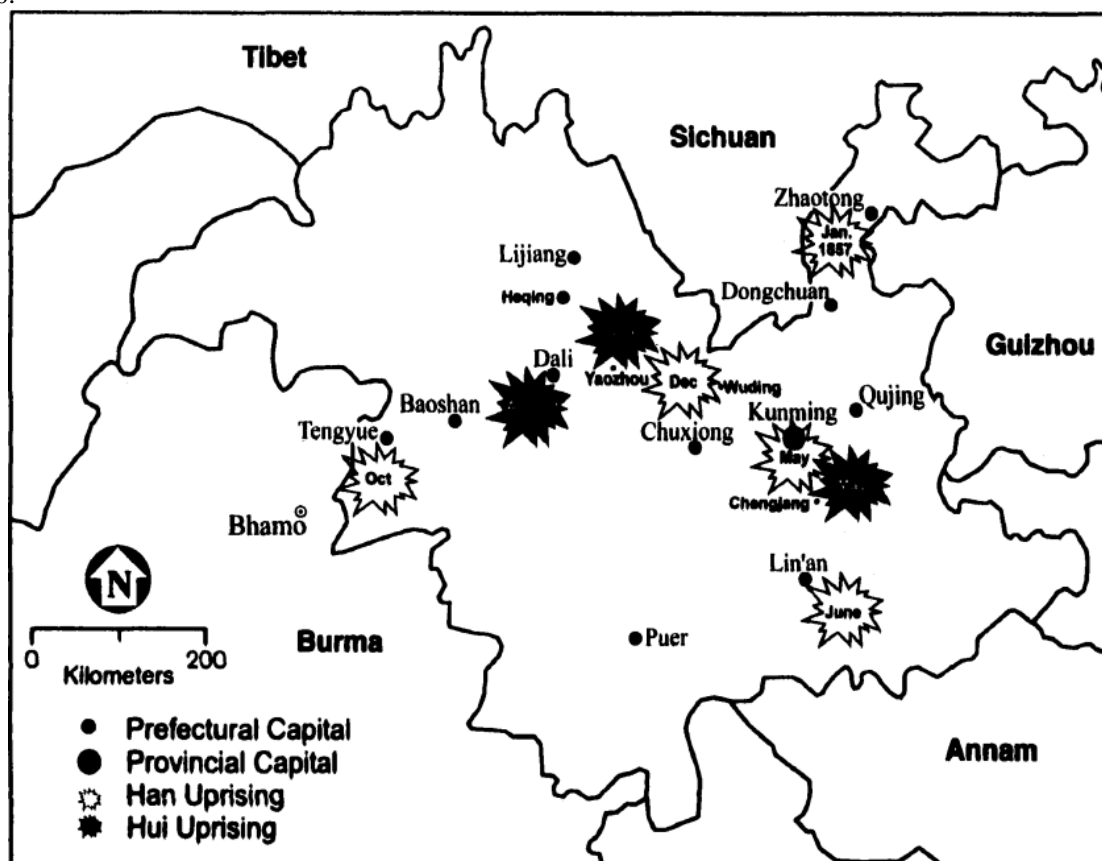 Tibet
Sichuan
Zhaotong
Jan.
1857
Lijiang
Heqing
Dongchuan
Guizhou
Dali
Yaozhou
Dec
Wuding
Qujing
Baoshan
Kunming
Tengyue
Chuxiong
May
Oct
Chengjang
Bhamo
Lin'an
N
June
Burma
Puer
0 200
Kilometers
Prefectural Capital
Provincial Capital
Annam
Han Uprising
Hui Uprising